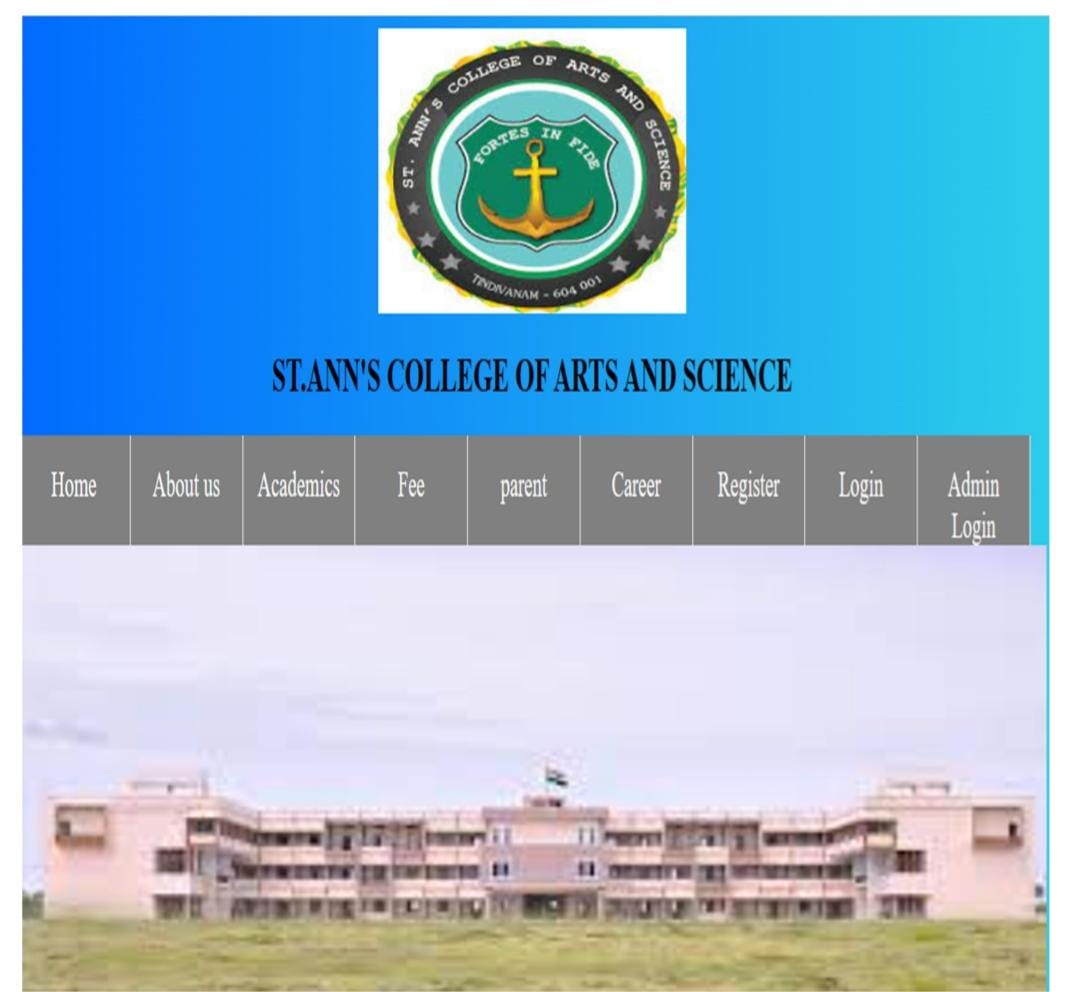 ST. ANN'S COLLEGE OF ARTS AND SCIENCE
FORTES IN FIDE
TINDIVANAM - 604 001
ST.ANN'S COLLEGE OF ARTS AND SCIENCE
Home About us Academics Fee parent Career Register Login Admin Login